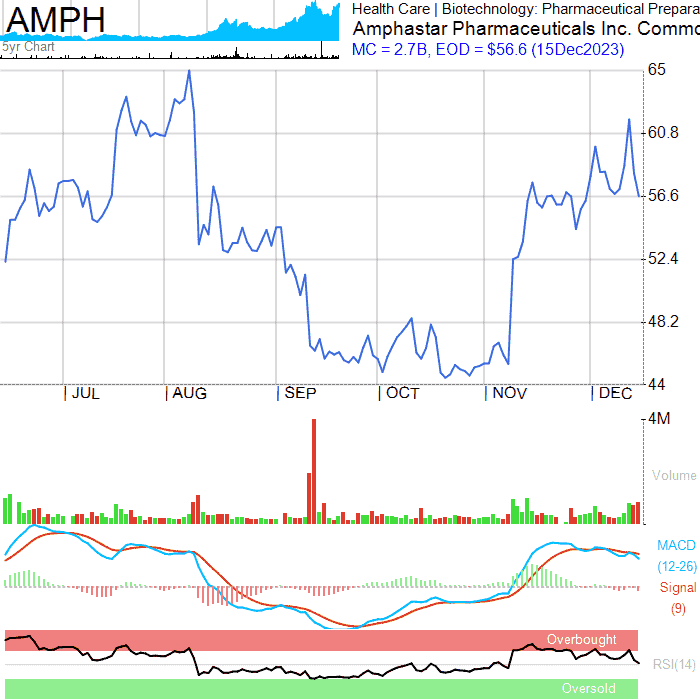 AMPH
5yr Chart
Health Care | Biotechnology: Pharmaceutical Prepara
Amphastar Pharmaceuticals Inc. Commo
MC = 2.7B, EOD = $56.6 (15Dec2023)
65
60.8
56.6
52.4
48.2
44
JUL
AUG
SEP
OCT
NOV
DEC
4M
Volume
MACD
(12-26)
Signal
(9)
Overbought
RSI(14)
Oversold